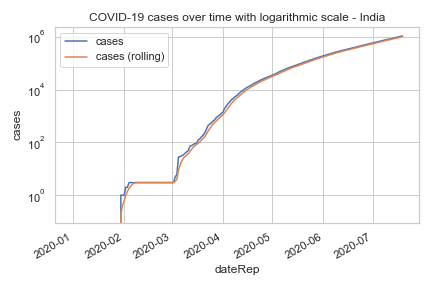 COVID-19 cases over time with logarithmic scale - India
cases
cases (rolling)
10^6
10^4
10^2
10^0
cases
2020-01
2020-02
2020-03
2020-04
2020-05
2020-06
2020-07
dateRep